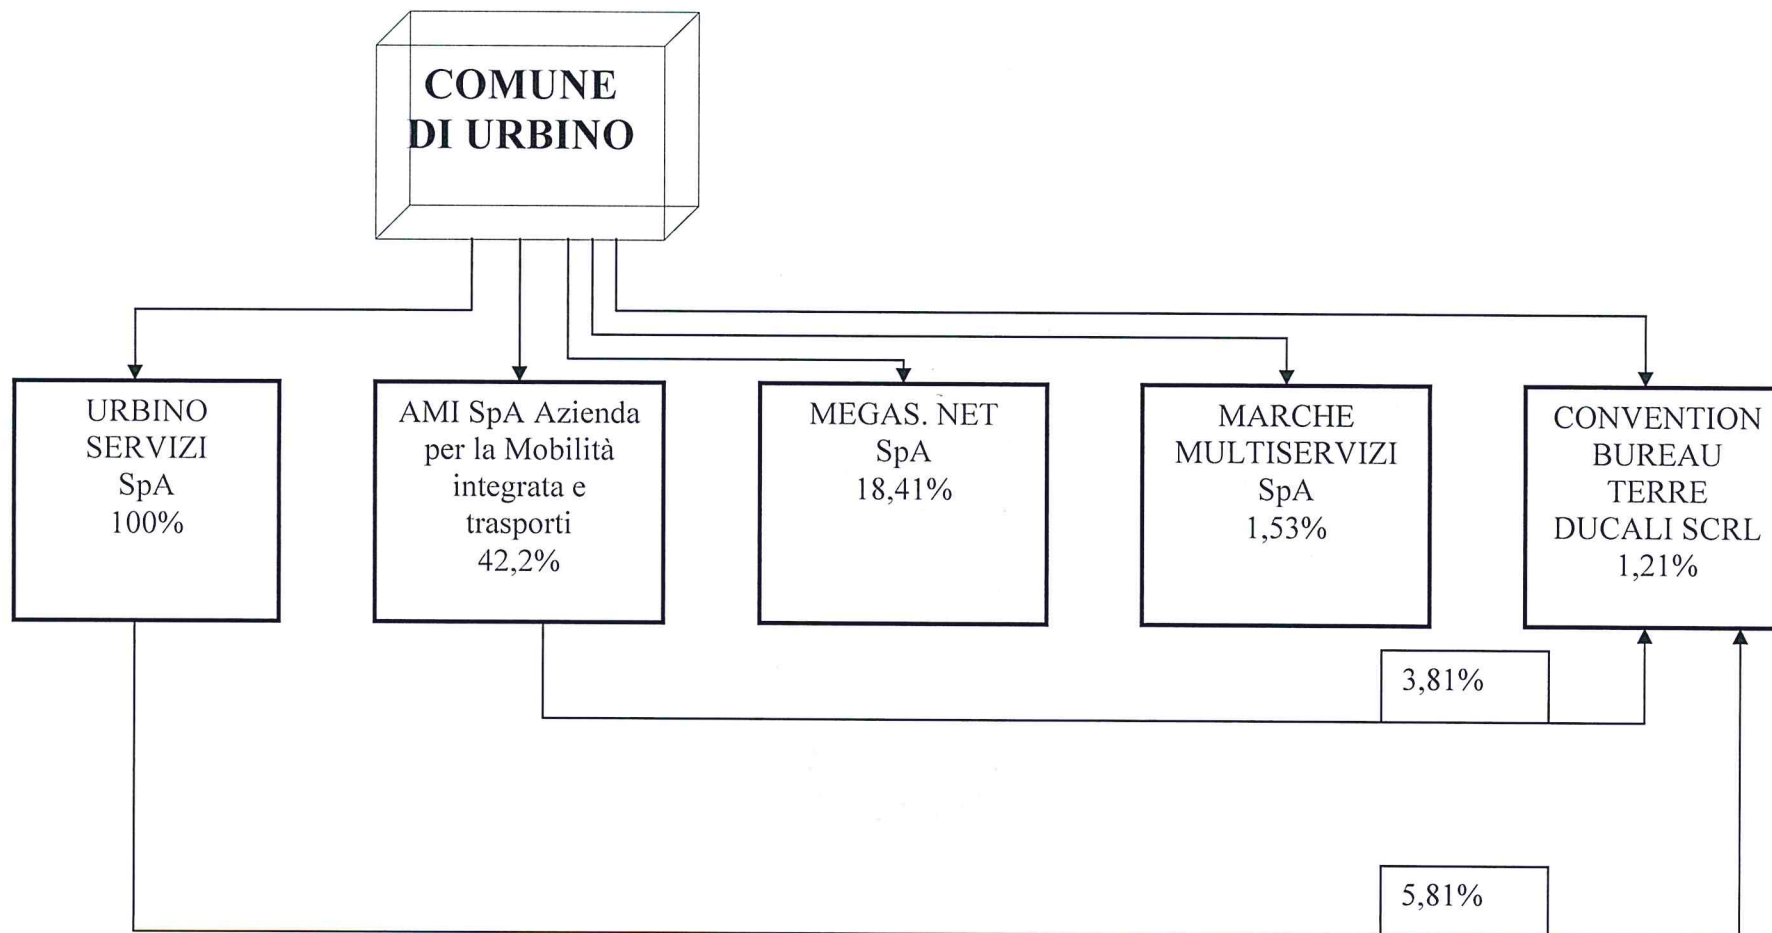 COMUNE
DI URBINO
URBINO
SERVIZI
SpA
100%
AMI SpA Azienda
per la Mobilità
integrata e
trasporti
42,2%
MEGAS. NET
SpA
18,41%
MARCHE
MULTISERVIZI
SpA
1,53%
CONVENTION
BUREAU
TERRE
DUCALI SCRL
1,21%
3,81%
5,81%